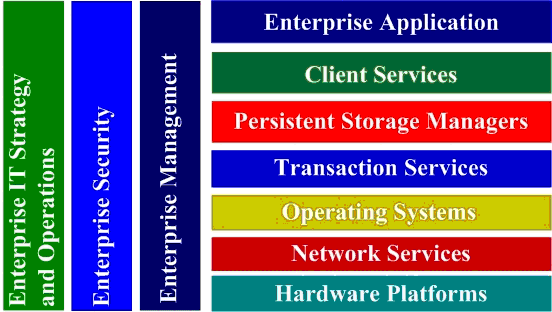 Enterprise IT Strategy
and Operations
Enterprise Security
Enterprise Management
Enterprise Application
Client Services
Persistent Storage Managers
Transaction Services
Operating Systems
Network Services
Hardware Platforms